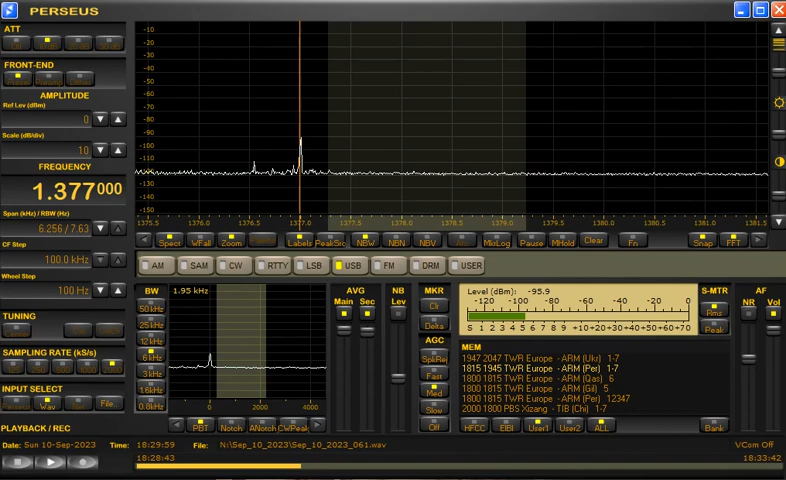 PERSEUS
ATT
FRONT-END
AMPLITUDE
Ref Lev (dBm)
0
Scale (dB/div)
10
FREQUENCY
1.377000
Span (kHz) / RBW (Hz)
6.256 / 7.63
CF Step
100.0 kHz
Wheel Step
100 Hz
TUNING
SAMPLING RATE (kS/s)
INPUT SELECT
Wav File..
PLAYBACK / REC
-10
-20
-30
-40
-50
-60
-70
-80
-90
-100
-110
-120
-130
-140
-150
1375.5 1376.0 1376.5 1377.0 1377.5 1378.0 1378.5 1379.0 1379.5 1380.0 1380.5 1381.0 1381.5
Spect WFall Zoom Labels PeakSrc NBW NBN NBV MkrLog Pause MHold Clear Fn Snap FFT
AM SAM CW RTTY LSB USB FM DRM USER
BW
50 kHz
25 kHz
12 kHz
6 kHz
3 kHz
1.6kHz
0.8kHz
1.95 kHz
0 2000 4000
PBT Notch ANotch CWPeak
AVG
Main Sec
NB
Lev
MKR
Clr
Delta
AGC
SpkRej
Fast
Med
Slow
Off
Level (dBm): -95.9
-120 -100 -80 -60 -40 -20 0
S 1 2 3 4 5 6 7 8 9 +10 +20 +30 +40 +50 +60 +70
S-MTR
Rms
Peak
AF
NR Vol
MEM
1947 2047 TWR Europe - ARM (Ukr) 1-7
1815 1945 TWR Europe - ARM (Per) 1-7
1800 1815 TWR Europe - ARM (Qas) 6
1800 1815 TWR Europe - ARM (Gil) 5
1800 1815 TWR Europe - ARM (Per) 12347
2000 1800 PBS Xizang - TIB (Chi) 1-7
HFCC EIBI User1 User2 ALL Bank
Date: Sun 10-Sep-2023 Time: 18:29:59 File: N:\Sep_10_2023\Sep_10_2023_061.wav VCom Off
18:28:43 18:33:42